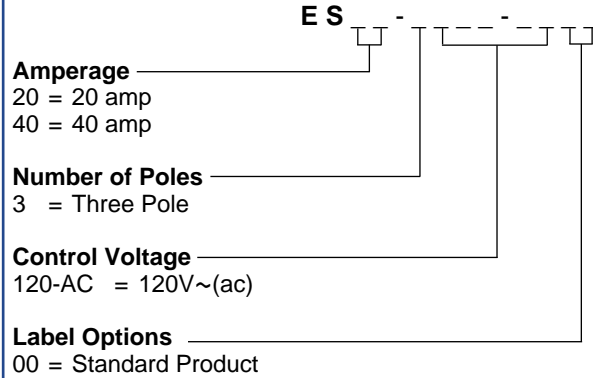 E S _ _ - _ _ _ _ - _ _ _ _
Amperage
20 = 20 amp
40 = 40 amp
Number of Poles
3 = Three Pole
Control Voltage
120-AC = 120V~(ac)
Label Options
00 = Standard Product